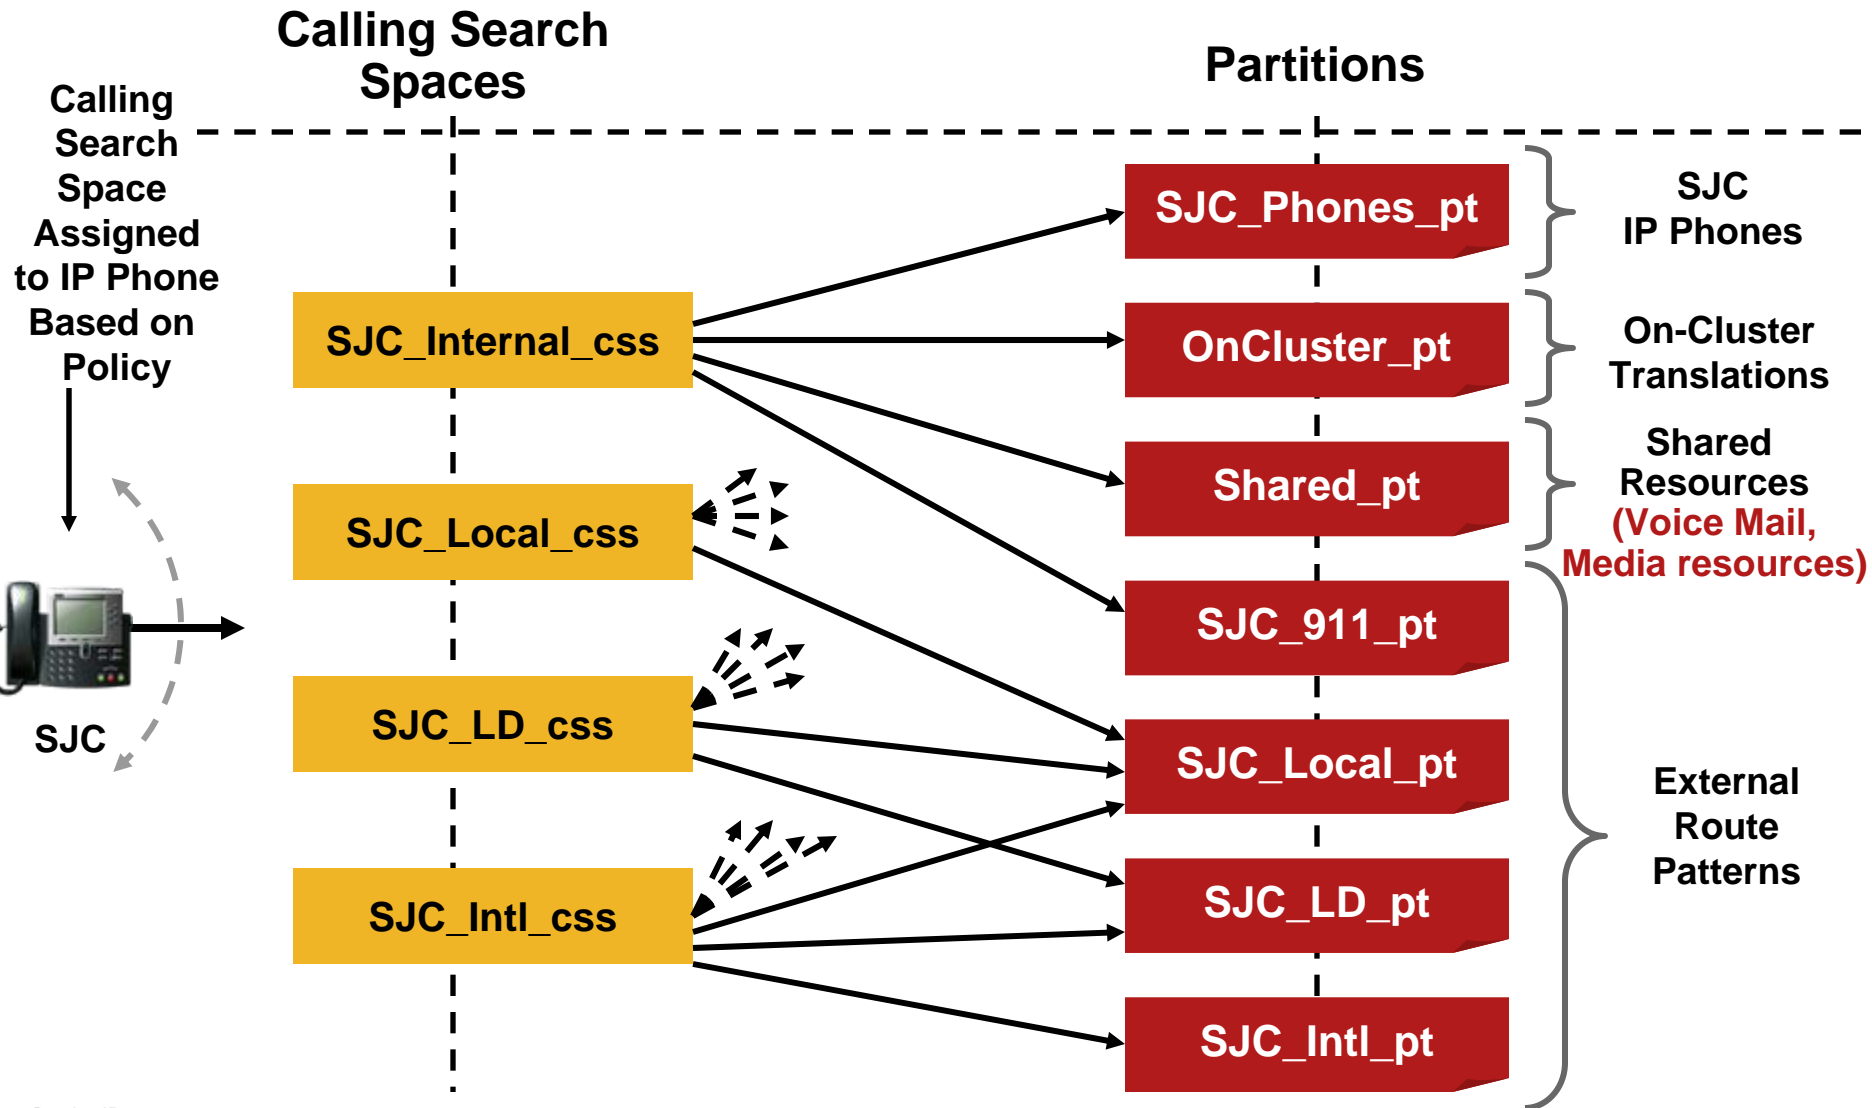 Calling Search
Spaces
Partitions
Calling
Search
Space
Assigned
to IP Phone
Based on
Policy
SJC
SJC_Internal_css
SJC_Local_css
SJC_LD_css
SJC_Intl_css
SJC_Phones_pt
OnCluster_pt
Shared_pt
SJC_911_pt
SJC_Local_pt
SJC_LD_pt
SJC_Intl_pt
SJC
IP Phones
On-Cluster
Translations
Shared
Resources
(Voice Mail,
Media resources)
External
Route
Patterns